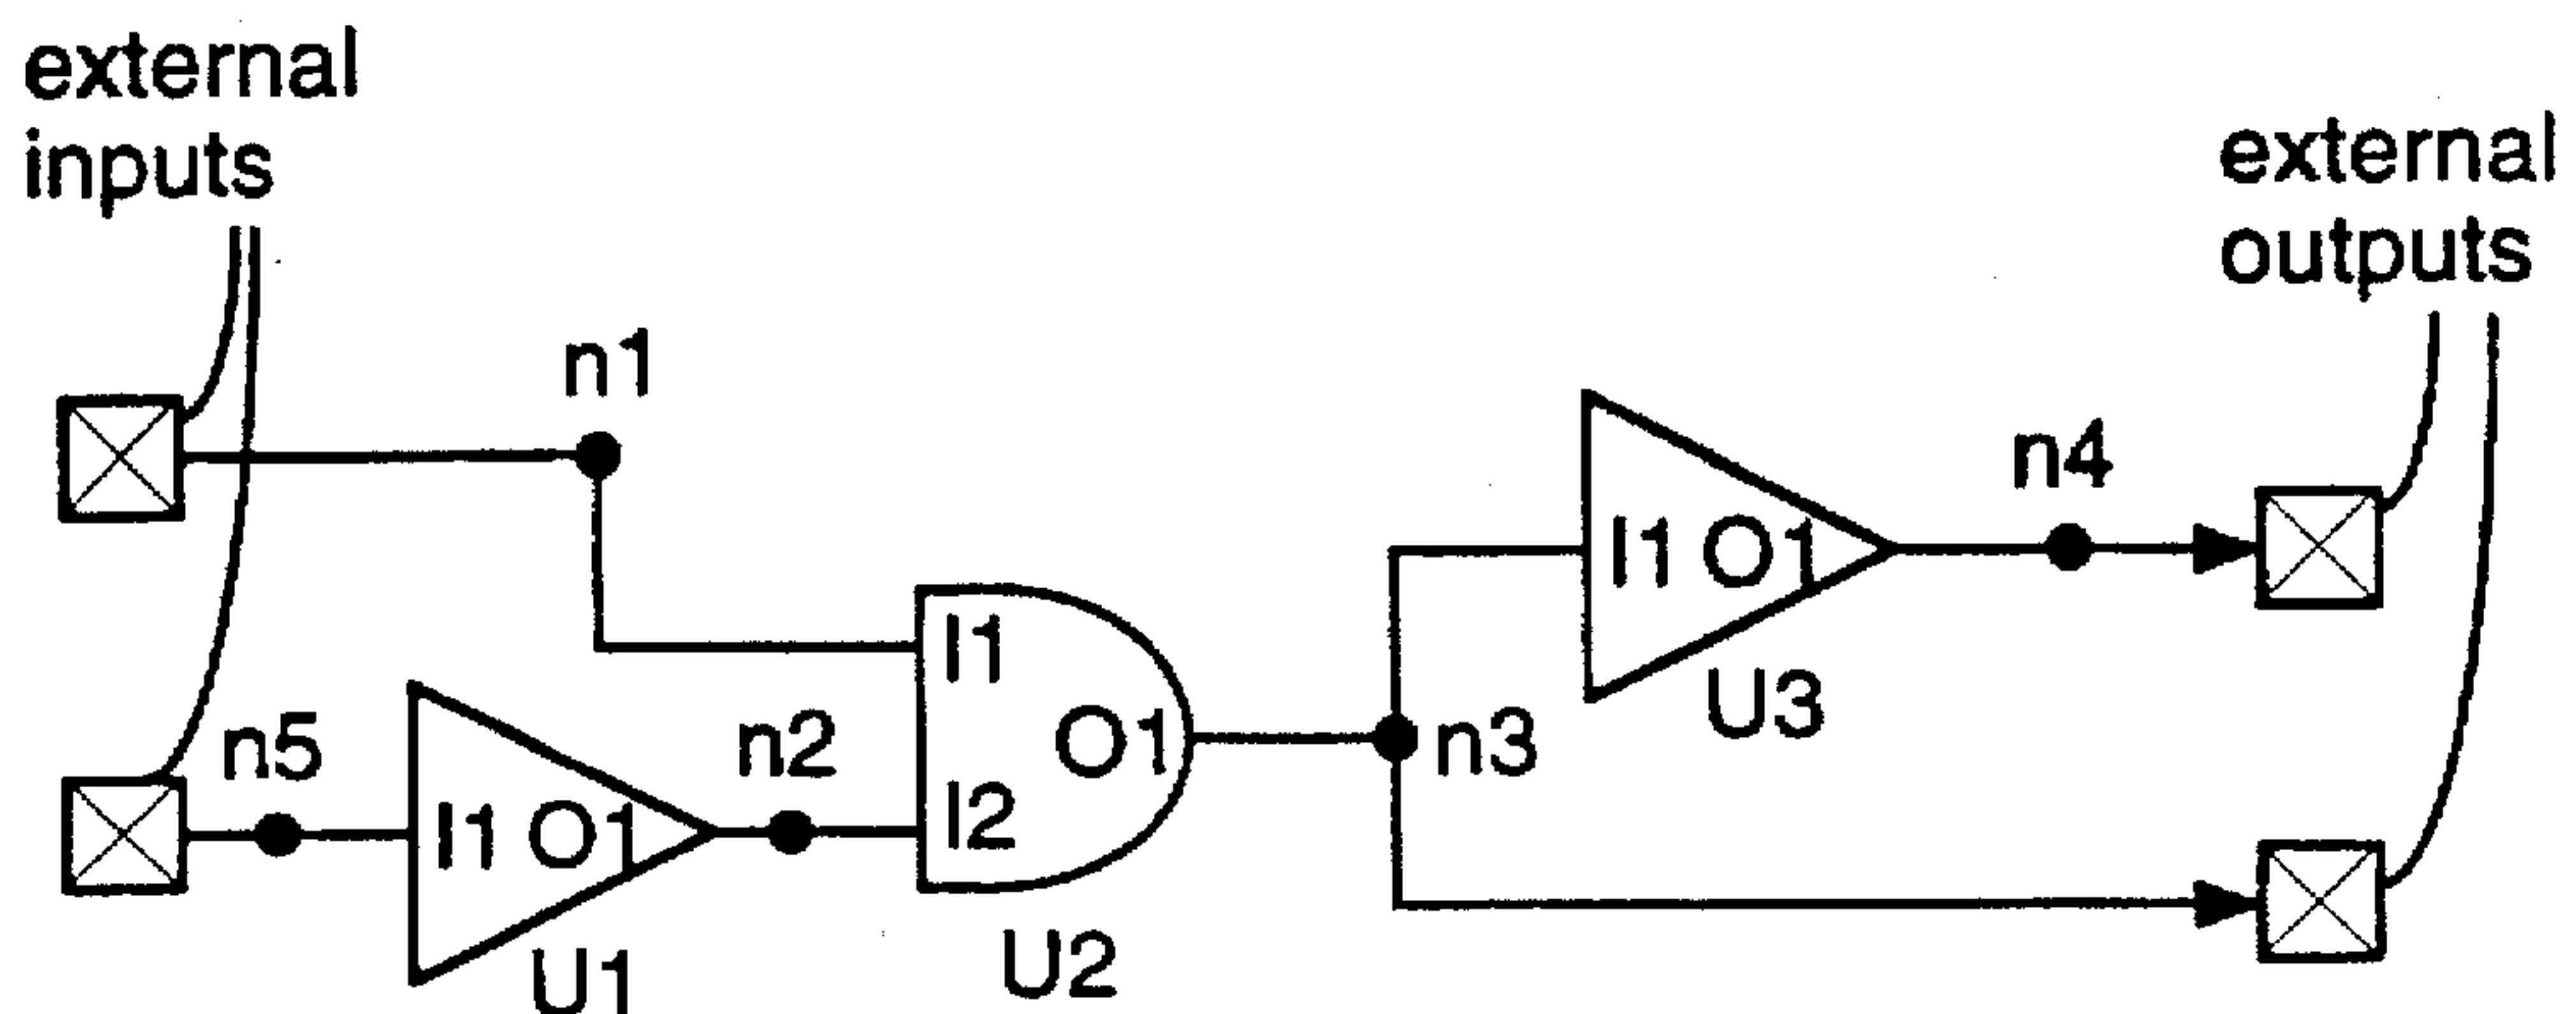 external
inputs
external
outputs
n1
n4
I1 O1
U3
I1
n5
n2
O1
n3
I1 O1
I2
U1
U2